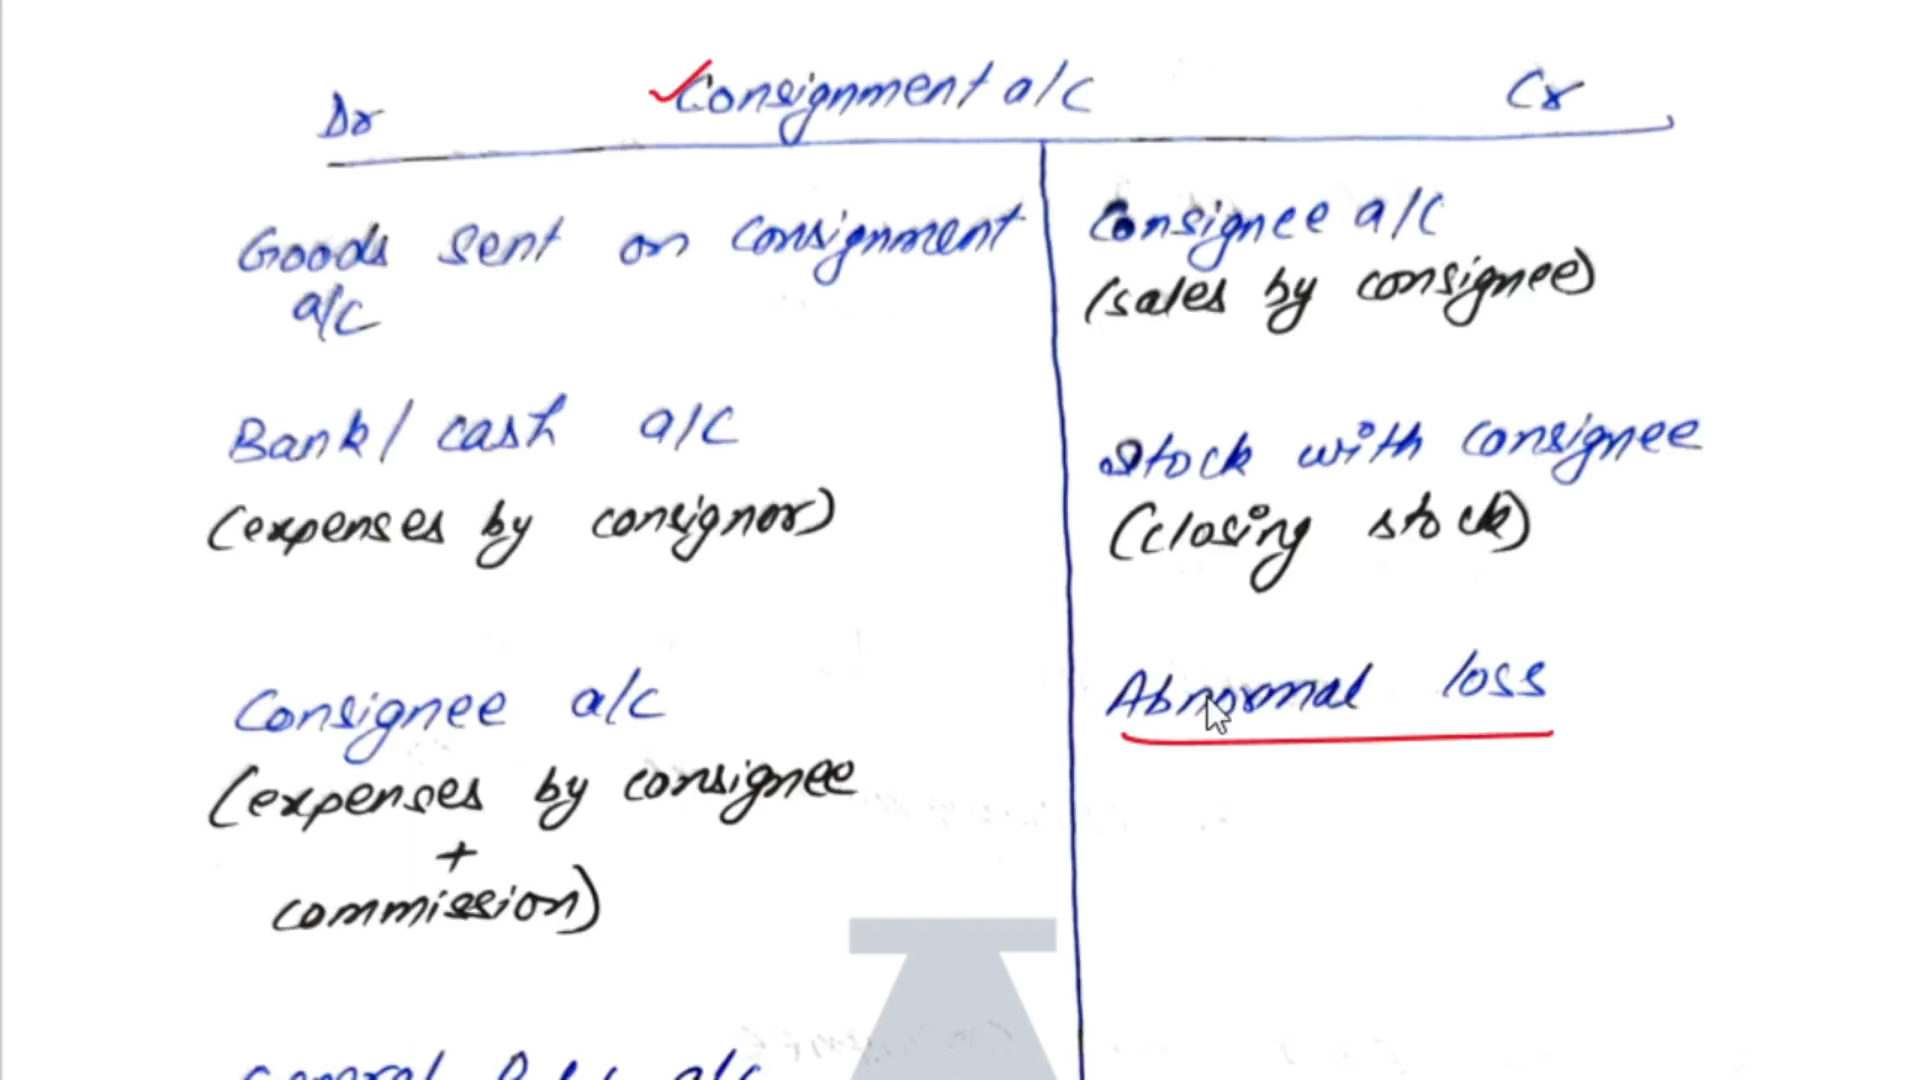 Dr Consignment a/c Cr
Goods sent on consignment
a/c
Bank/ cash a/c
(expenses by consignor)
Consignee a/c
(expenses by consignee
+
commission)
General
a/c
Consignee a/c
(sales by consignee)
Stock with consignee
(closing stock)
Abnormal loss